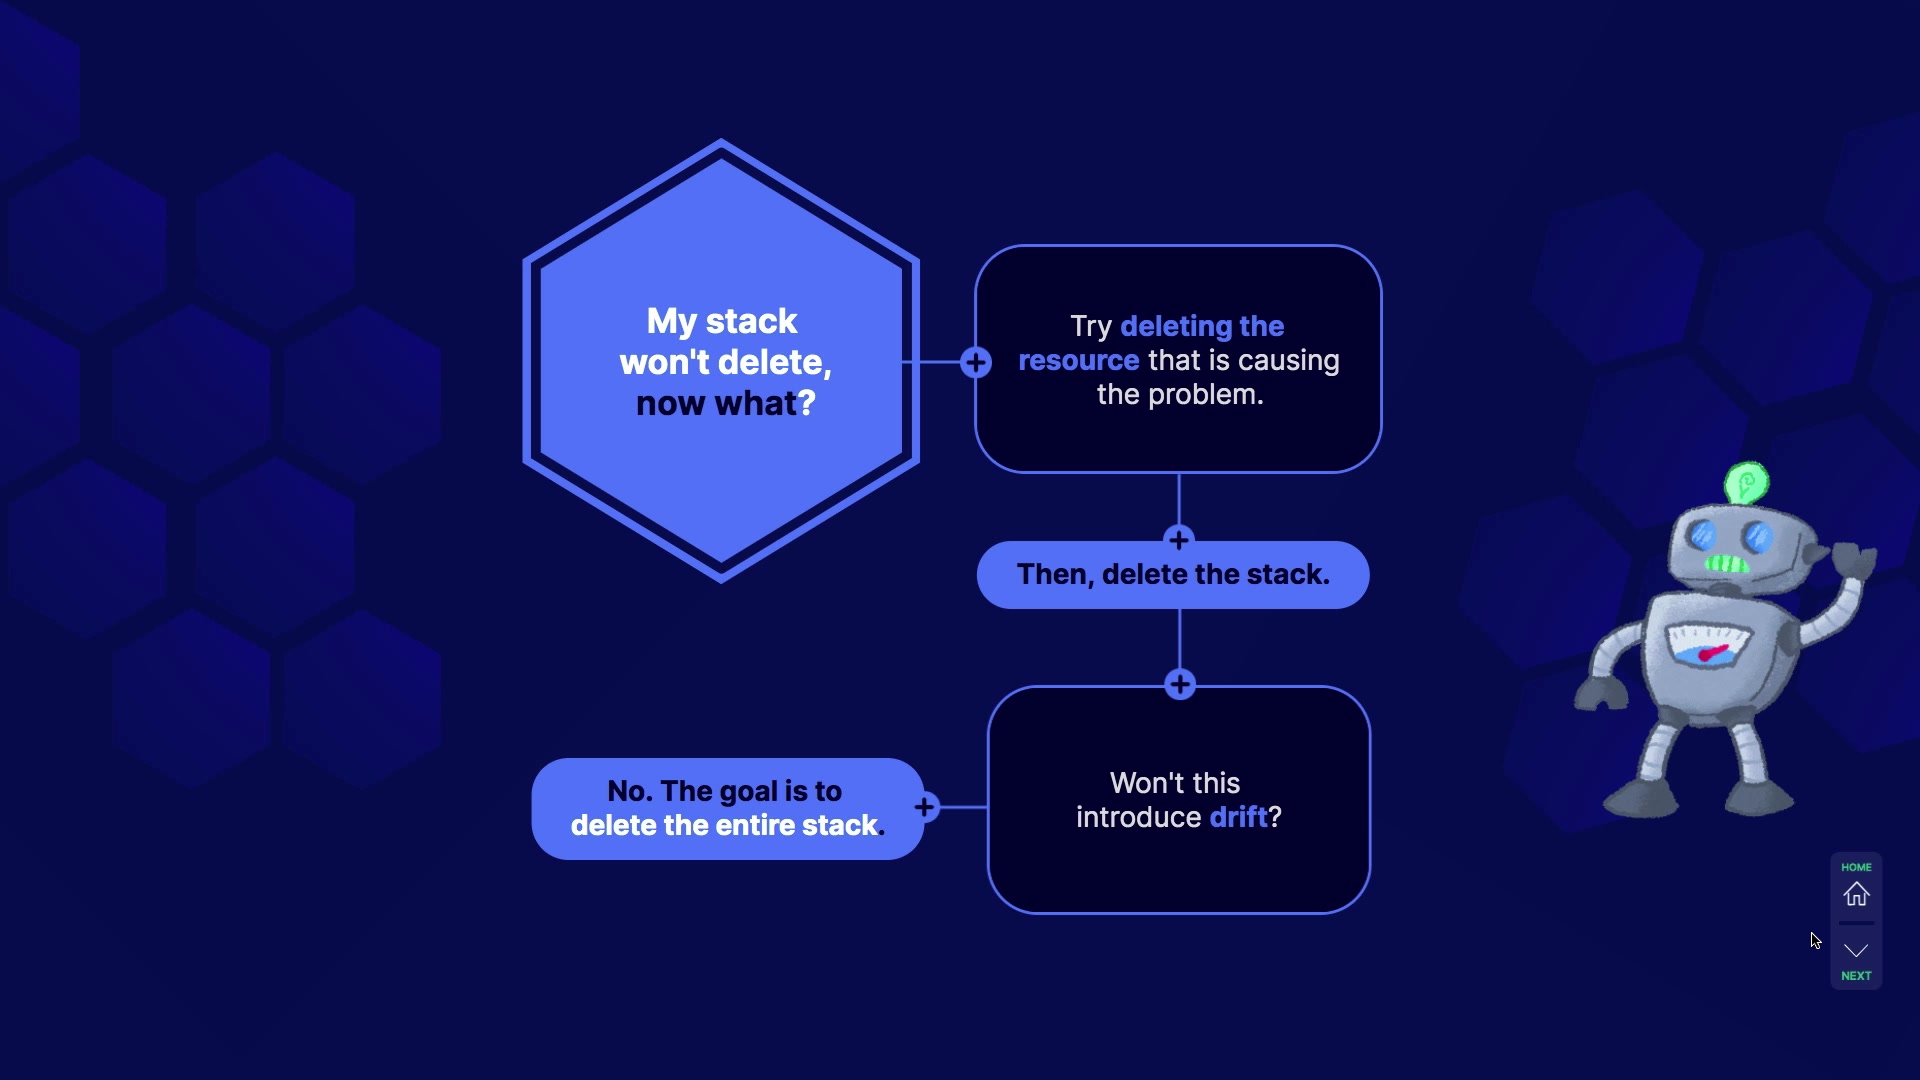 My stack
won't delete,
now what?
Try deleting the
resource that is causing
the problem.
Then, delete the stack.
Won't this
introduce drift?
No. The goal is to
delete the entire stack.
HOME
NEXT